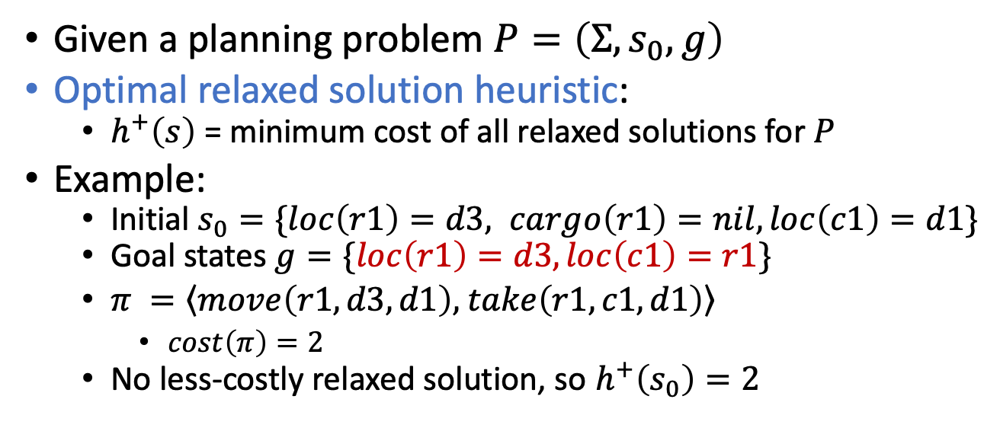 • Given a planning problem P = (Σ, s₀, g)
• Optimal relaxed solution heuristic:
• h⁺(s) = minimum cost of all relaxed solutions for P
• Example:
• Initial s₀ = {loc(r1) = d3, cargo(r1) = nil, loc(c1) = d1}
• Goal states g = {loc(r1) = d3, loc(c1) = r1}
• π = ⟨move(r1, d3, d1), take(r1, c1, d1)⟩
• cost(π) = 2
• No less-costly relaxed solution, so h⁺(s₀) = 2